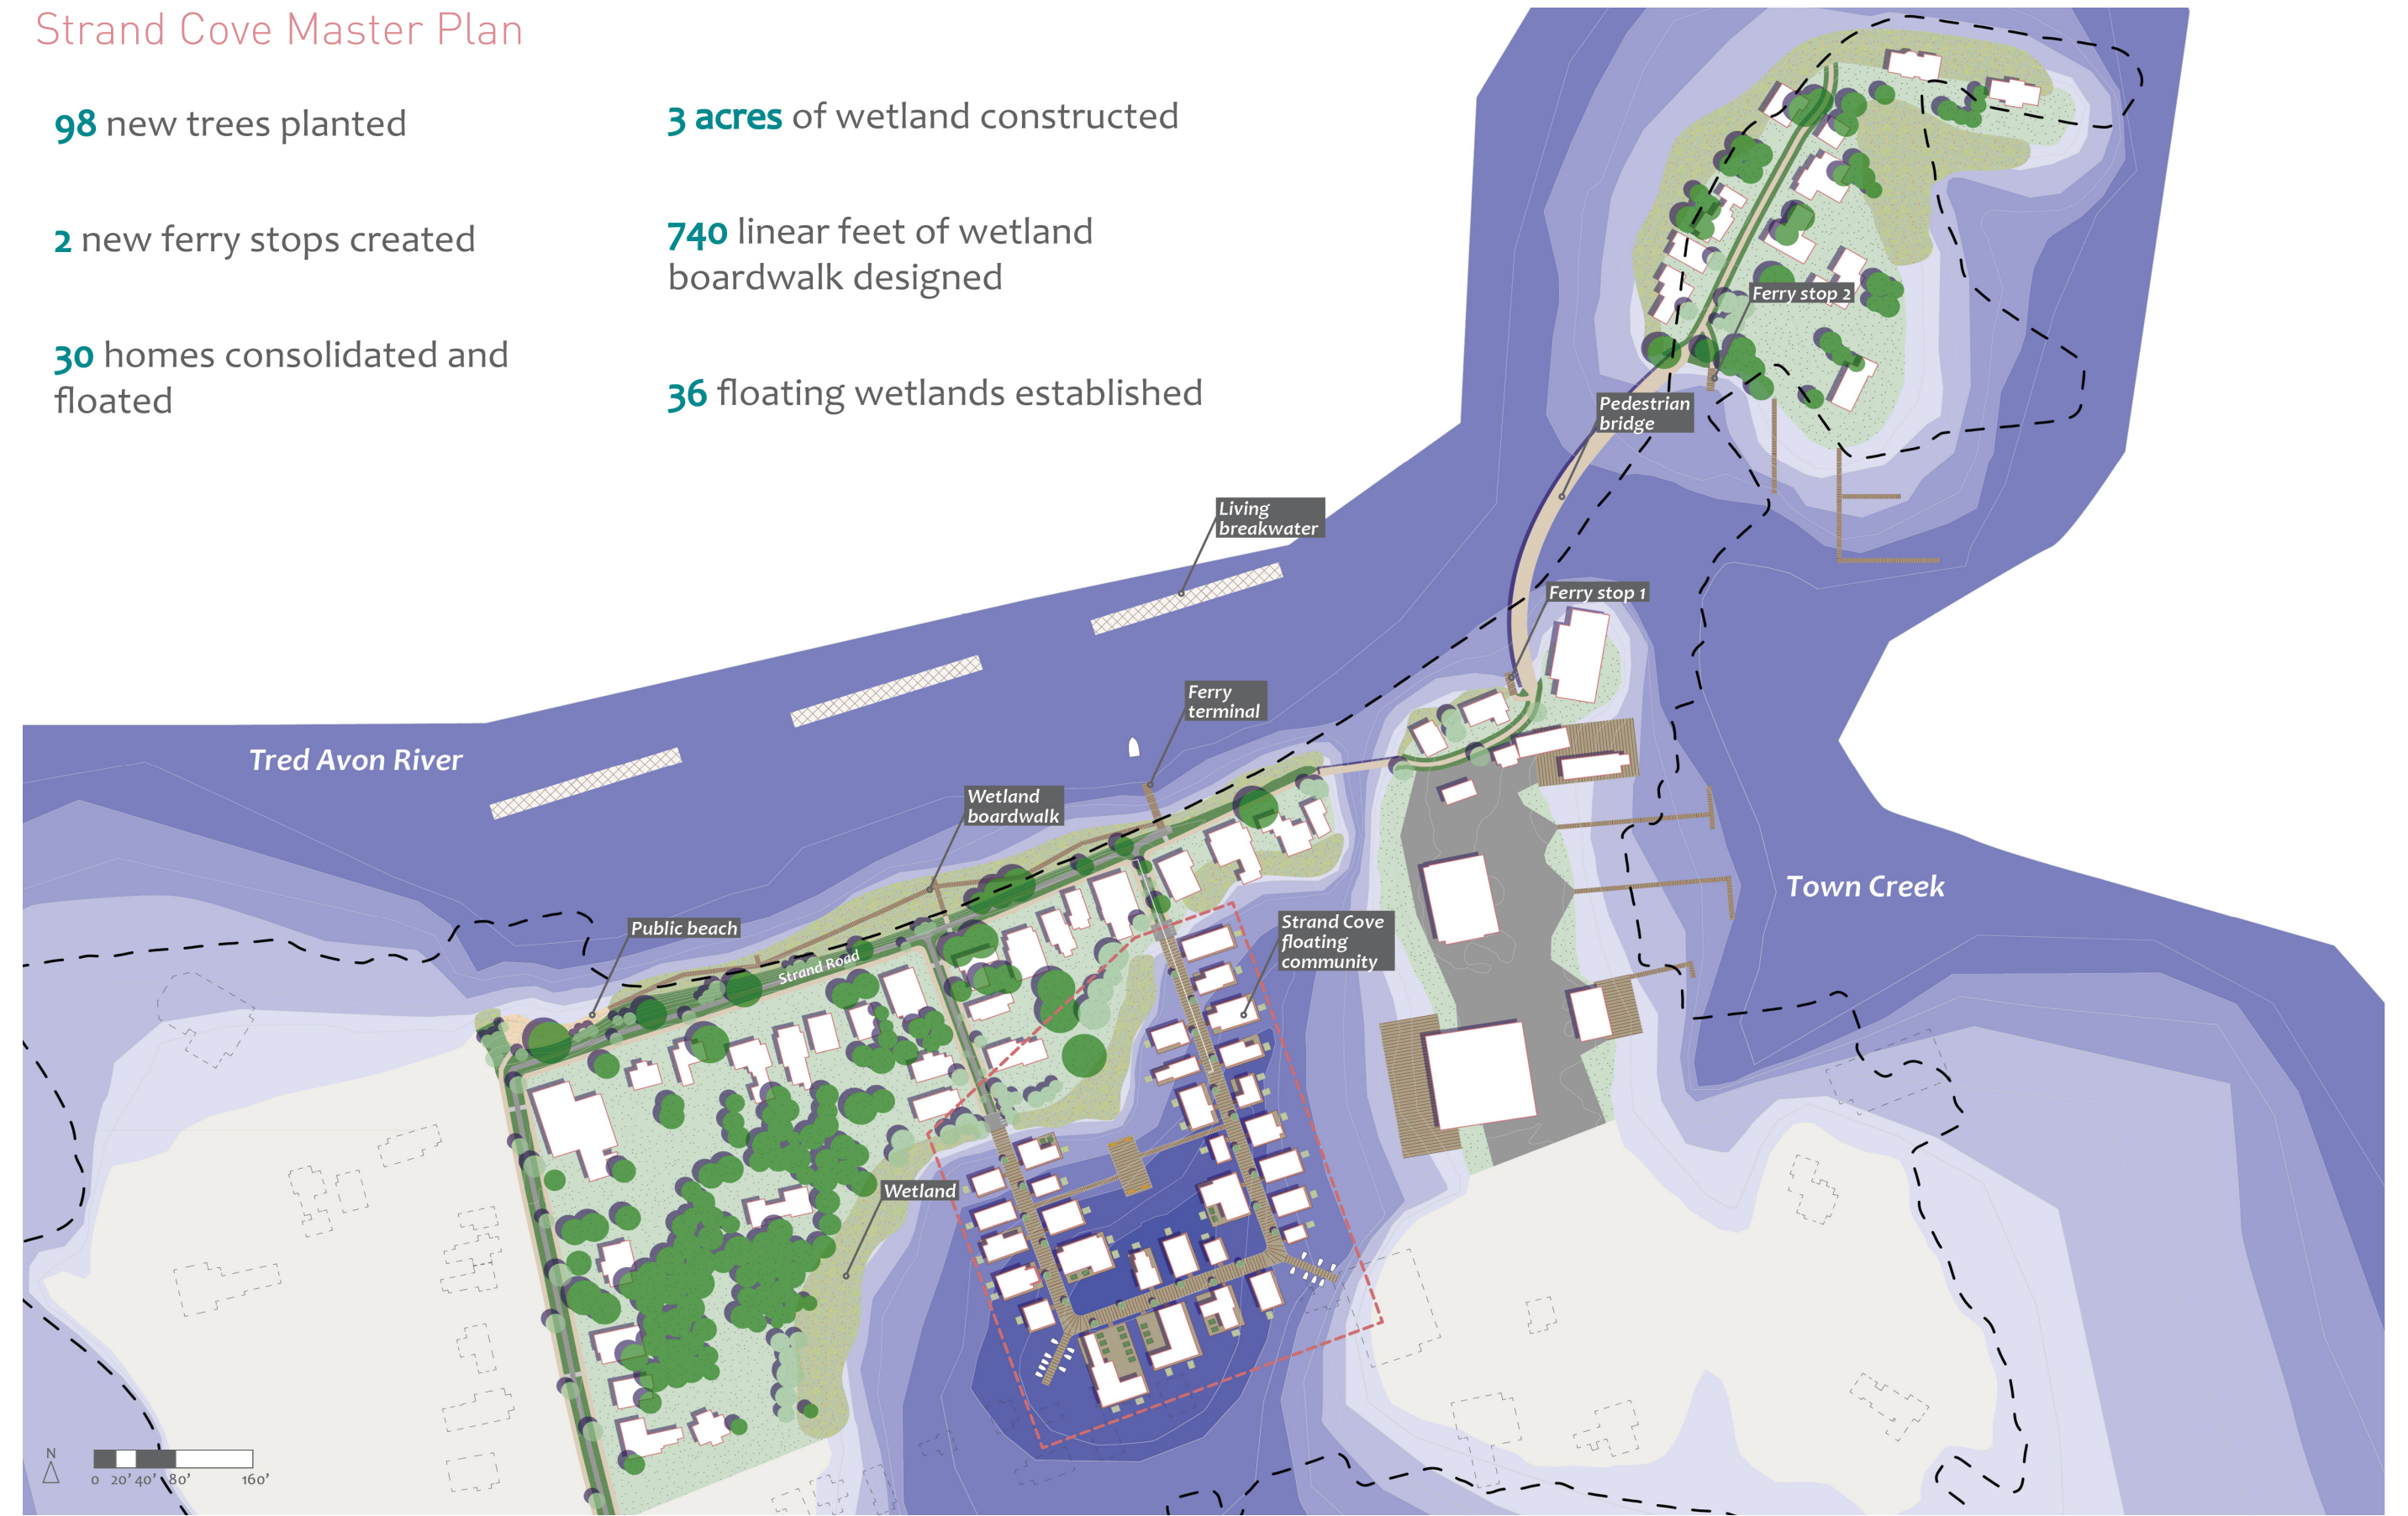 Strand Cove Master Plan
98 new trees planted
2 new ferry stops created
30 homes consolidated and
floated
3 acres of wetland constructed
740 linear feet of wetland
boardwalk designed
36 floating wetlands established
Ferry stop 2
Pedestrian
bridge
Living
breakwater
Ferry stop 1
Ferry
terminal
Tred Avon River
Wetland
boardwalk
Town Creek
Public beach
Strand Cove
floating
community
Strand Road
Wetland
N
0 20' 40' 80' 160'